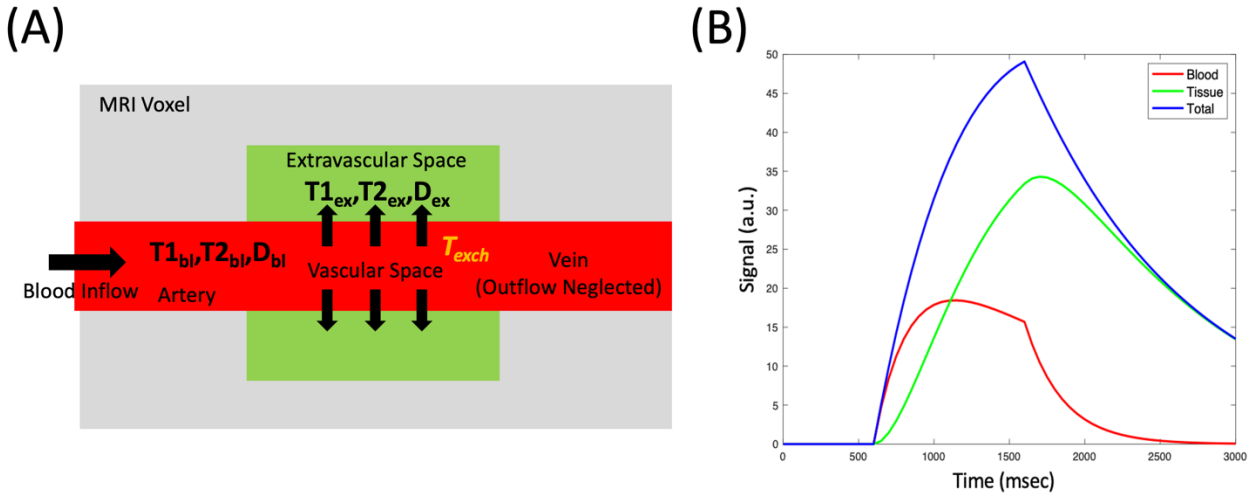 (A)
MRI Voxel
Extravascular Space
T1ex,T2ex,Dex
T1bl,T2bl,Dbl
Texch
Vascular Space
Vein
(Outflow Neglected)
Blood Inflow
Artery
(B)
Signal (a.u.)
50
45
40
35
30
25
20
15
10
5
0
0 500 1000 1500 2000 2500 3000
Time (msec)
Blood
Tissue
Total